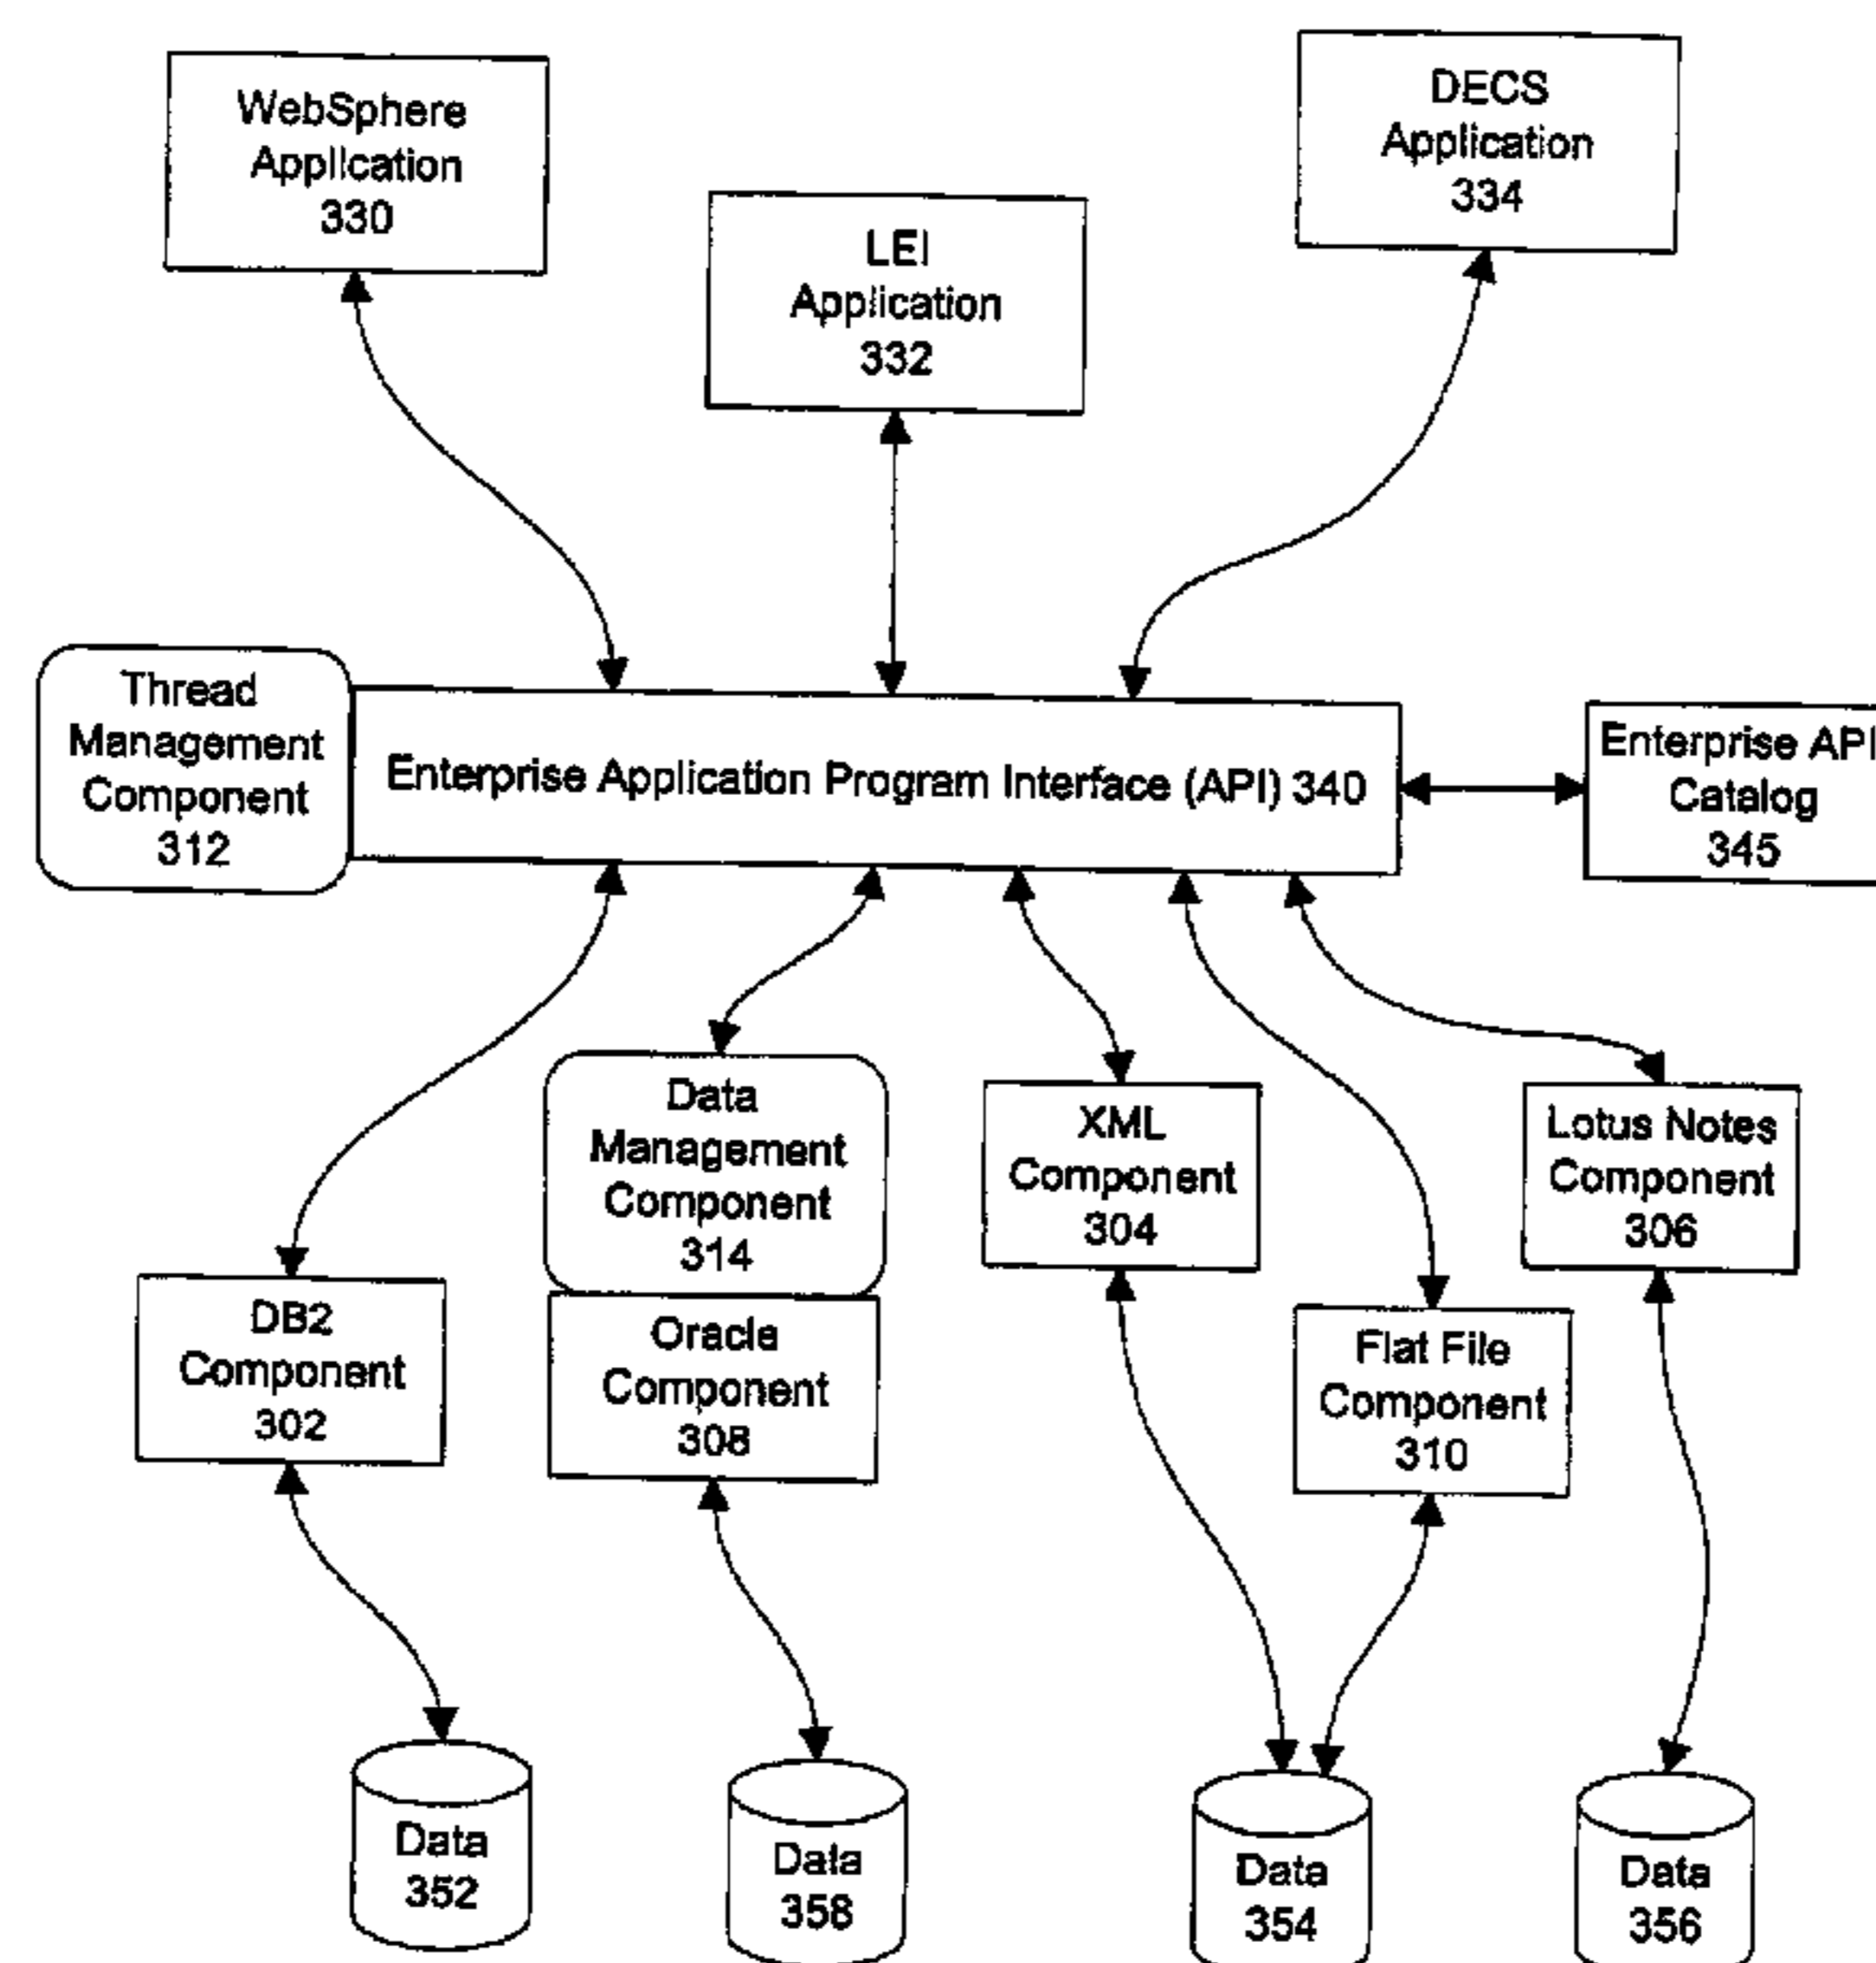 WebSphere
Application
330
DECS
Application
334
LEI
Application
332
Thread
Management
Component
312
Enterprise Application Program Interface (API) 340
Enterprise API
Catalog
345
Data
Management
Component
314
XML
Component
304
Lotus Notes
Component
306
DB2
Component
302
Oracle
Component
308
Flat File
Component
310
Data
352
Data
358
Data
354
Data
356